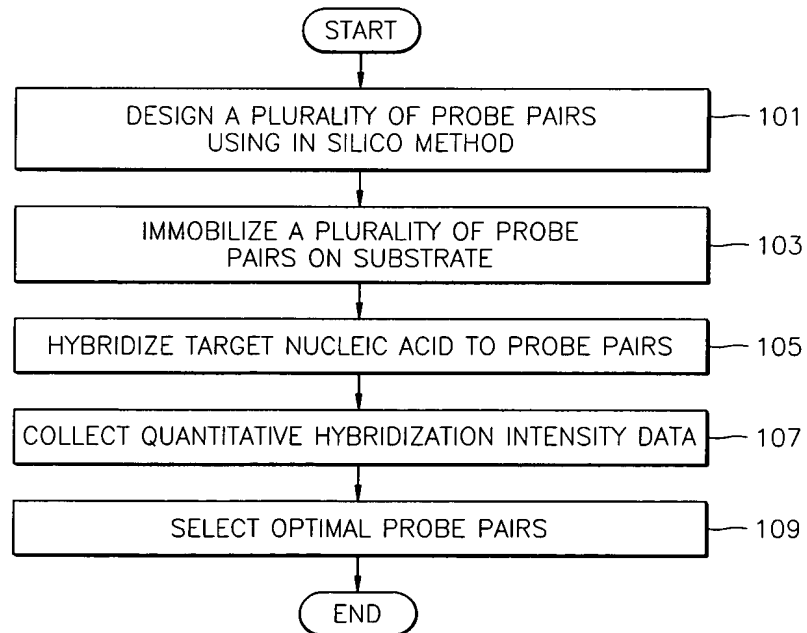 START
DESIGN A PLURALITY OF PROBE PAIRS
USING IN SILICO METHOD
101
IMMOBILIZE A PLURALITY OF PROBE
PAIRS ON SUBSTRATE
103
HYBRIDIZE TARGET NUCLEIC ACID TO PROBE PAIRS
105
COLLECT QUANTITATIVE HYBRIDIZATION INTENSITY DATA
107
SELECT OPTIMAL PROBE PAIRS
109
END